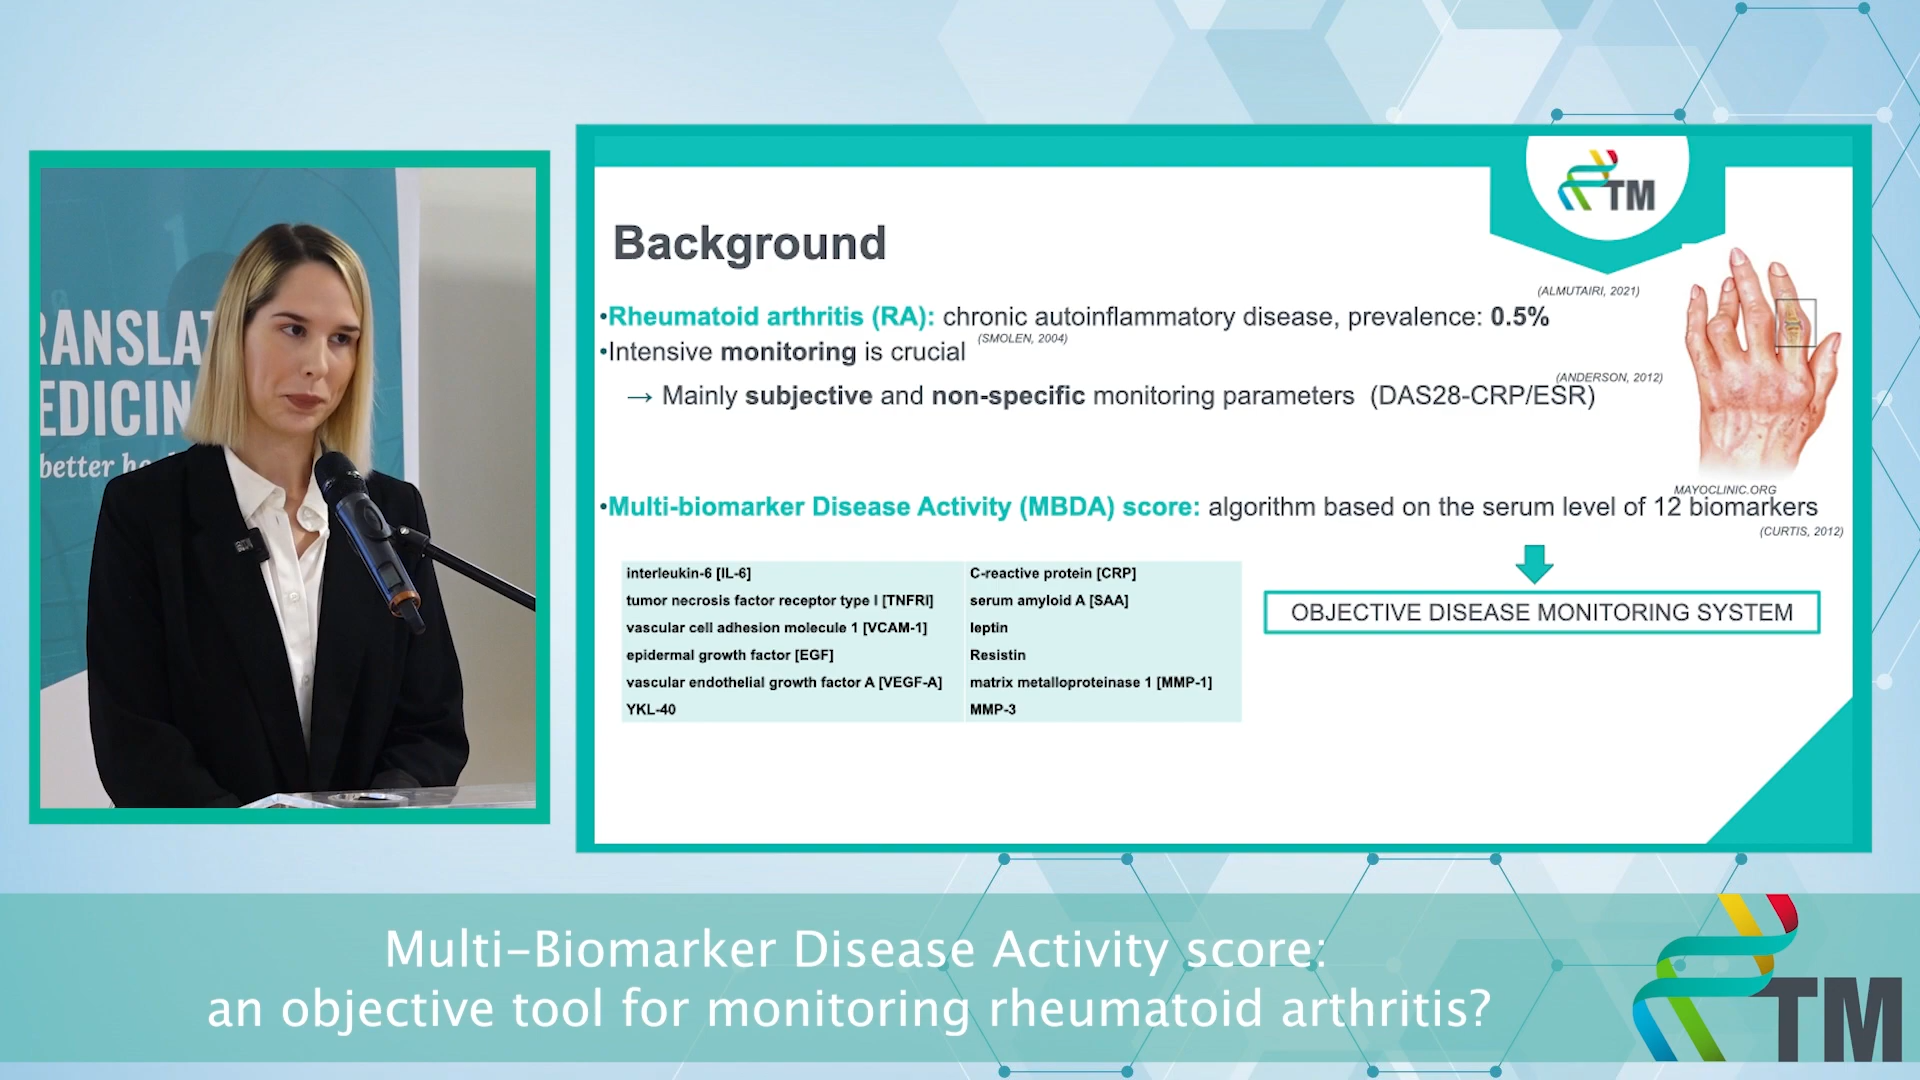 RANSLAT
EDICIN
better he
TM
Background
(ALMUTAIRI, 2021)
•Rheumatoid arthritis (RA): chronic autoinflammatory disease, prevalence: 0.5%
(SMOLEN, 2004)
•Intensive monitoring is crucial
(ANDERSON, 2012)
→ Mainly subjective and non-specific monitoring parameters (DAS28-CRP/ESR)
MAYOCLINIC.ORG
•Multi-biomarker Disease Activity (MBDA) score: algorithm based on the serum level of 12 biomarkers
(CURTIS, 2012)
interleukin-6 [IL-6]
tumor necrosis factor receptor type I [TNFRI]
vascular cell adhesion molecule 1 [VCAM-1]
epidermal growth factor [EGF]
vascular endothelial growth factor A [VEGF-A]
YKL-40
C-reactive protein [CRP]
serum amyloid A [SAA]
leptin
Resistin
matrix metalloproteinase 1 [MMP-1]
MMP-3
OBJECTIVE DISEASE MONITORING SYSTEM
Multi-Biomarker Disease Activity score:
an objective tool for monitoring rheumatoid arthritis?
TM